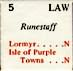 5 LAW
Runestaff
Lormyr.....N
Isle of Purple
Towns ...N